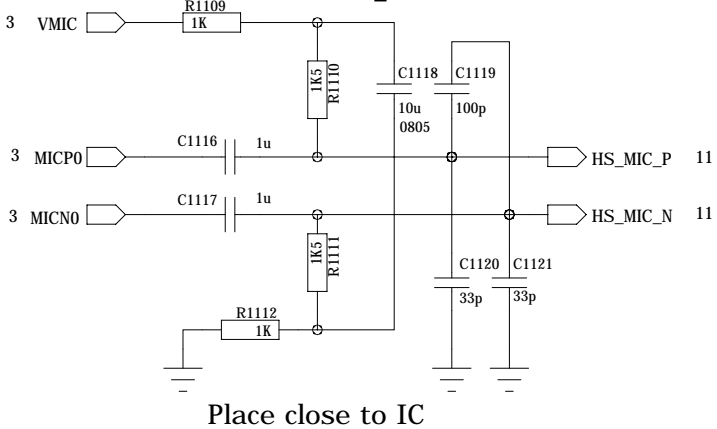 R1109
3 VMIC 1K
1K5 R1110
C1118 C1119
10u 100p
0805
C1116 1u
3 MICP0 HS_MIC_P 11
C1117 1u
3 MICN0 HS_MIC_N 11
1K5 R1111
C1120 C1121
33p 33p
R1112
1K
Place close to IC